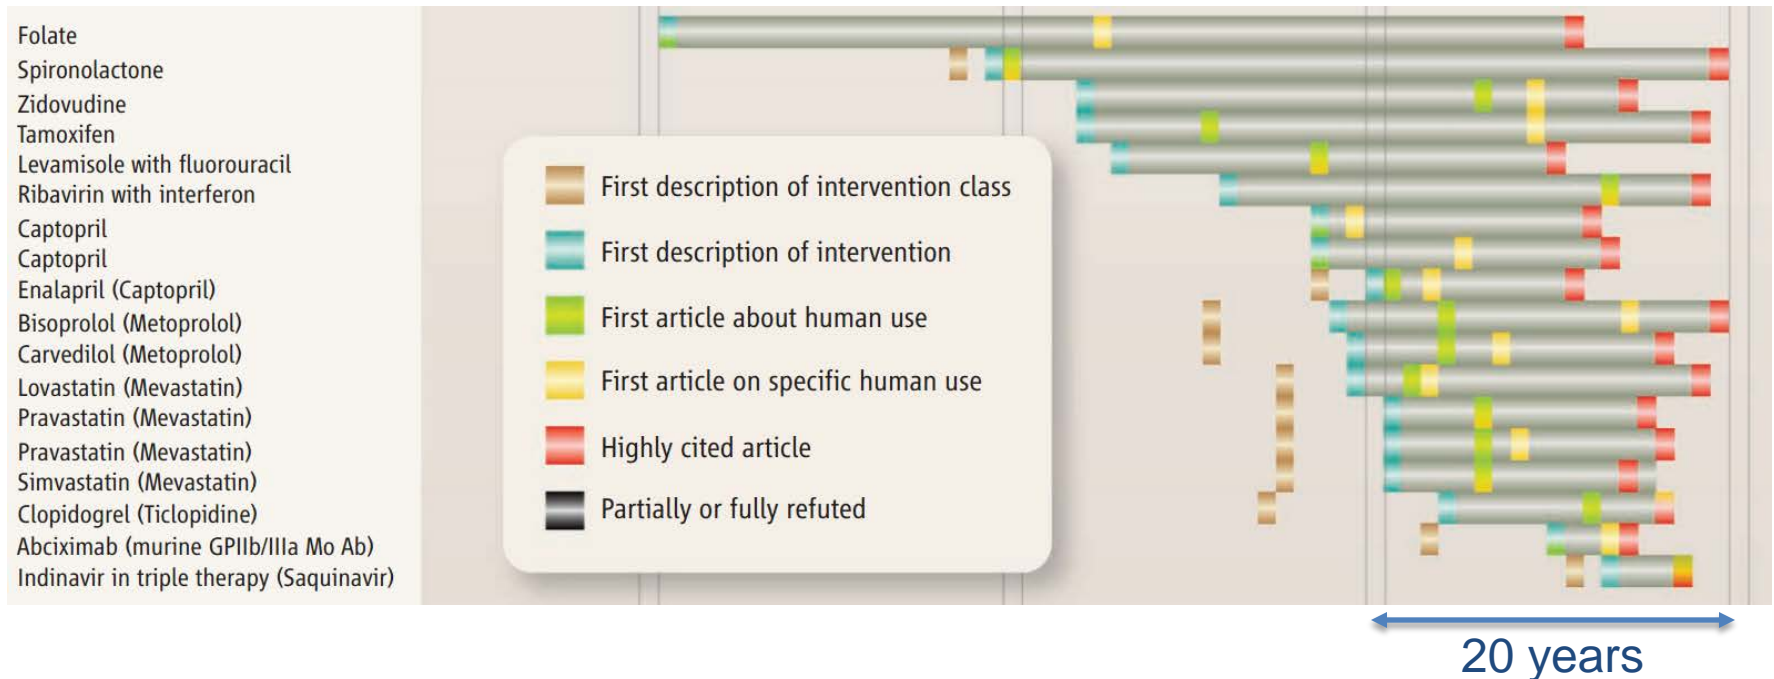 Folate
Spironolactone
Zidovudine
Tamoxifen
Levamisole with fluorouracil
Ribavirin with interferon
Captopril
Captopril
Enalapril (Captopril)
Bisoprolol (Metoprolol)
Carvedilol (Metoprolol)
Lovastatin (Mevastatin)
Pravastatin (Mevastatin)
Pravastatin (Mevastatin)
Simvastatin (Mevastatin)
Clopidogrel (Ticlopidine)
Abciximab (murine GPIIb/IIIa Mo Ab)
Indinavir in triple therapy (Saquinavir)
First description of intervention class
First description of intervention
First article about human use
First article on specific human use
Highly cited article
Partially or fully refuted
20 years